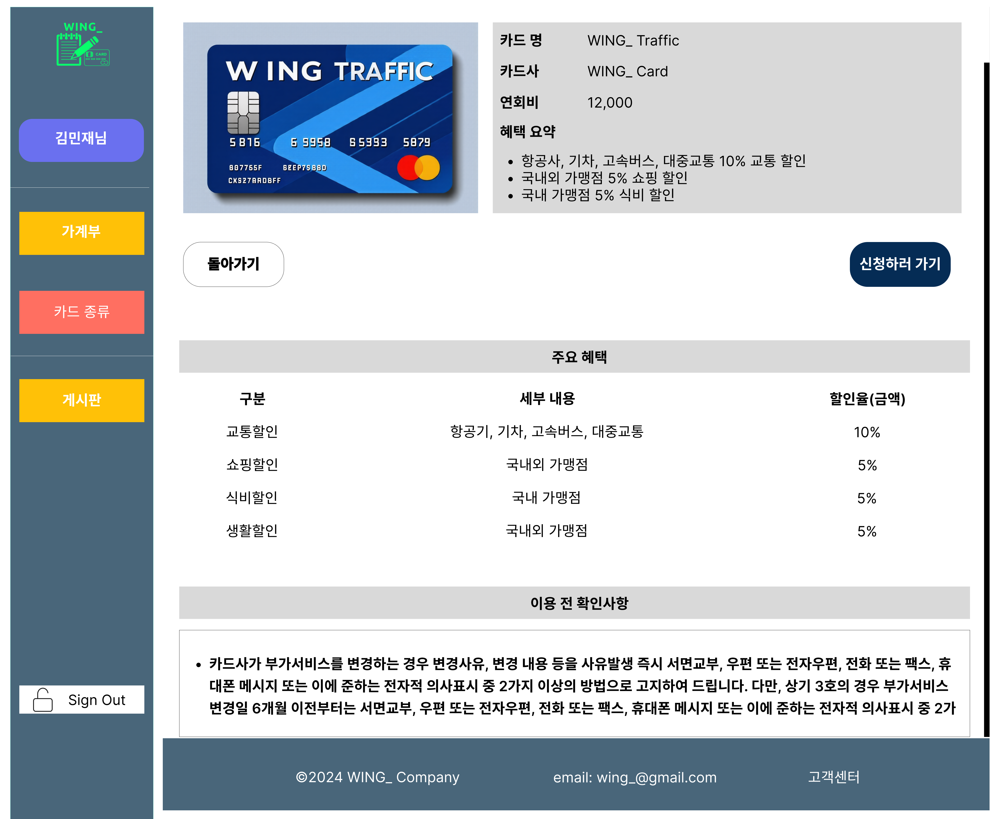 WING_
CARD
김민재님
가계부
카드 종류
게시판
Sign Out
W ING TRAFFIC
5879
카드 명 WING_ Traffic
카드사 WING_ Card
연회비 12,000
혜택 요약
• 항공사, 기차, 고속버스, 대중교통 10% 교통 할인
• 국내외 가맹점 5% 쇼핑 할인
• 국내 가맹점 5% 식비 할인
돌아가기
신청하러 가기
주요 혜택
구분 세부 내용 할인율(금액)
교통할인 항공기, 기차, 고속버스, 대중교통 10%
쇼핑할인 국내외 가맹점 5%
식비할인 국내 가맹점 5%
생활할인 국내외 가맹점 5%
이용 전 확인사항
• 카드사가 부가서비스를 변경하는 경우 변경사유, 변경 내용 등을 사유발생 즉시 서면교부, 우편 또는 전자우편, 전화 또는 팩스, 휴
대폰 메시지 또는 이에 준하는 전자적 의사표시 중 2가지 이상의 방법으로 고지하여 드립니다. 다만, 상기 3호의 경우 부가서비스
변경일 6개월 이전부터는 서면교부, 우편 또는 전자우편, 전화 또는 팩스, 휴대폰 메시지 또는 이에 준하는 전자적 의사표시 중 2가
©2024 WING_ Company email: wing_@gmail.com 고객센터